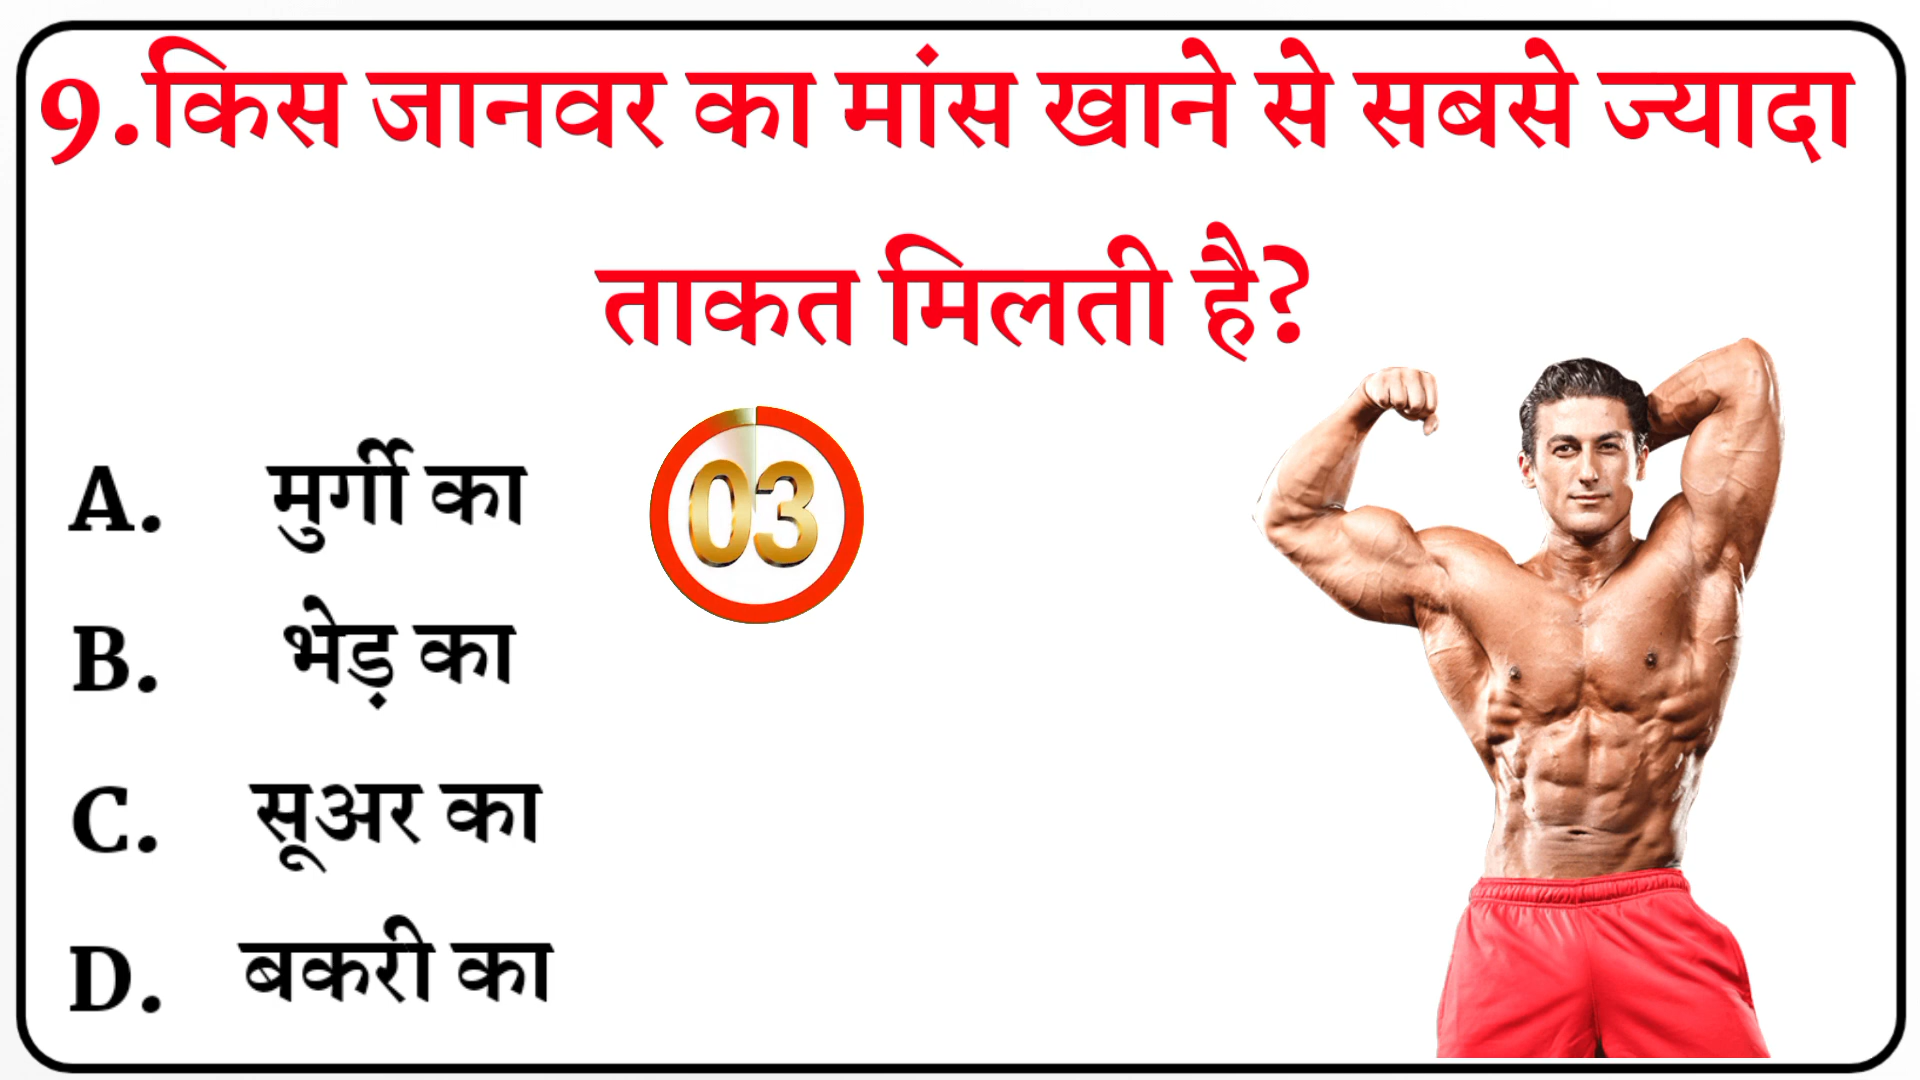 9.किस जानवर का मांस खाने से सबसे ज्यादा
ताकत मिलती है?
A. मुर्गी का
03
B. भेड़ का
C. सूअर का
D. बकरी का